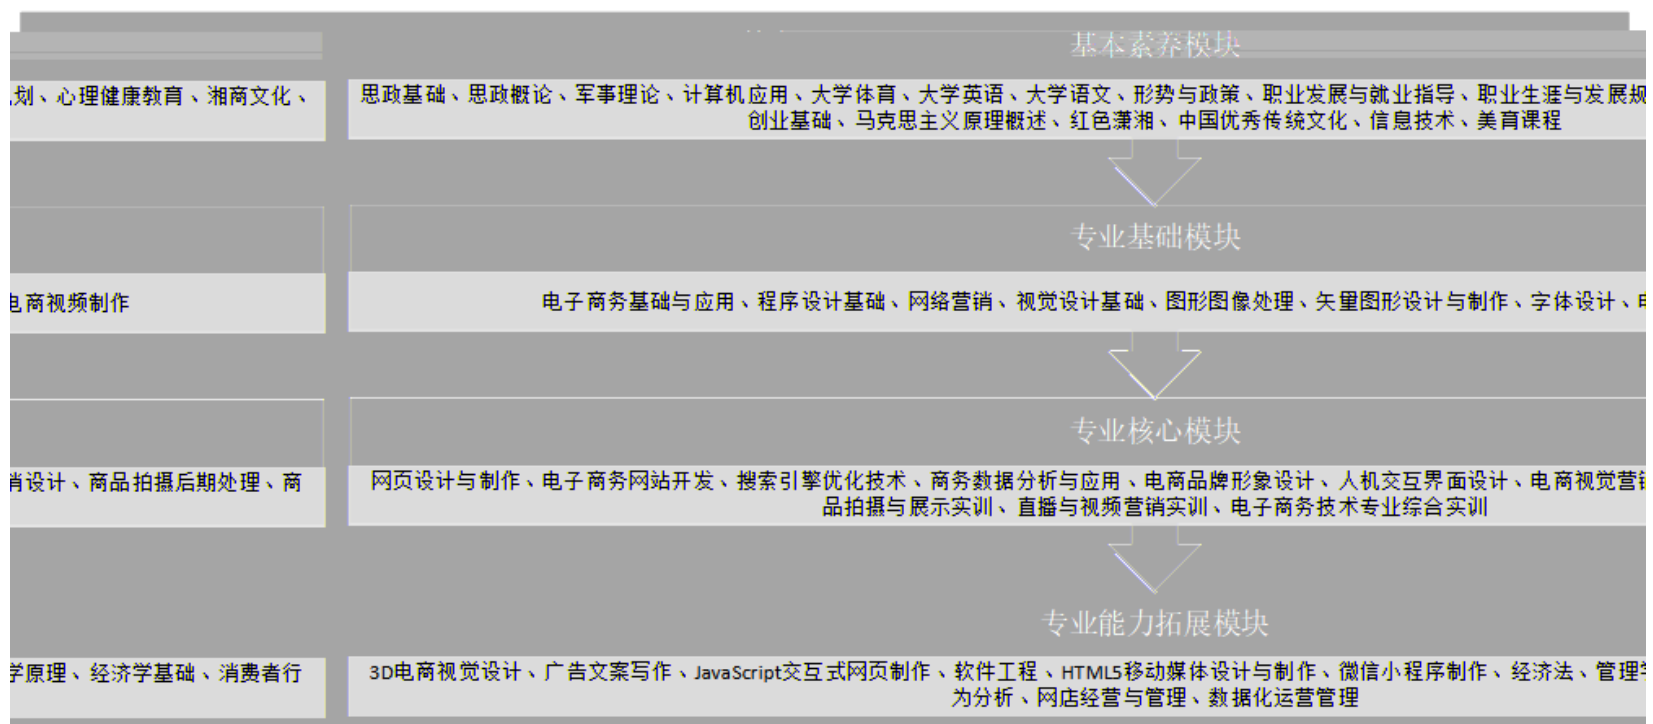 基本素养模块
划、心理健康教育、湘商文化、
思政基础、思政概论、军事理论、计算机应用、大学体育、大学英语、大学语文、形势与政策、职业发展与就业指导、职业生涯与发展规
创业基础、马克思主义原理概述、红色潇湘、中国优秀传统文化、信息技术、美育课程
专业基础模块
电商视频制作
电子商务基础与应用、程序设计基础、网络营销、视觉设计基础、图形图像处理、矢量图形设计与制作、字体设计、
专业核心模块
设计、商品拍摄后期处理、商
网页设计与制作、电子商务网站开发、搜索引擎优化技术、商务数据分析与应用、电商品牌形象设计、人机交互界面设计、电商视觉营
品拍摄与展示实训、直播与视频营销实训、电子商务技术专业综合实训
专业能力拓展模块
学原理、经济学基础、消费者行
3D电商视觉设计、广告文案写作、JavaScript交互式网页制作、软件工程、HTML5移动媒体设计与制作、微信小程序制作、经济法、管理
为分析、网店经营与管理、数据化运营管理